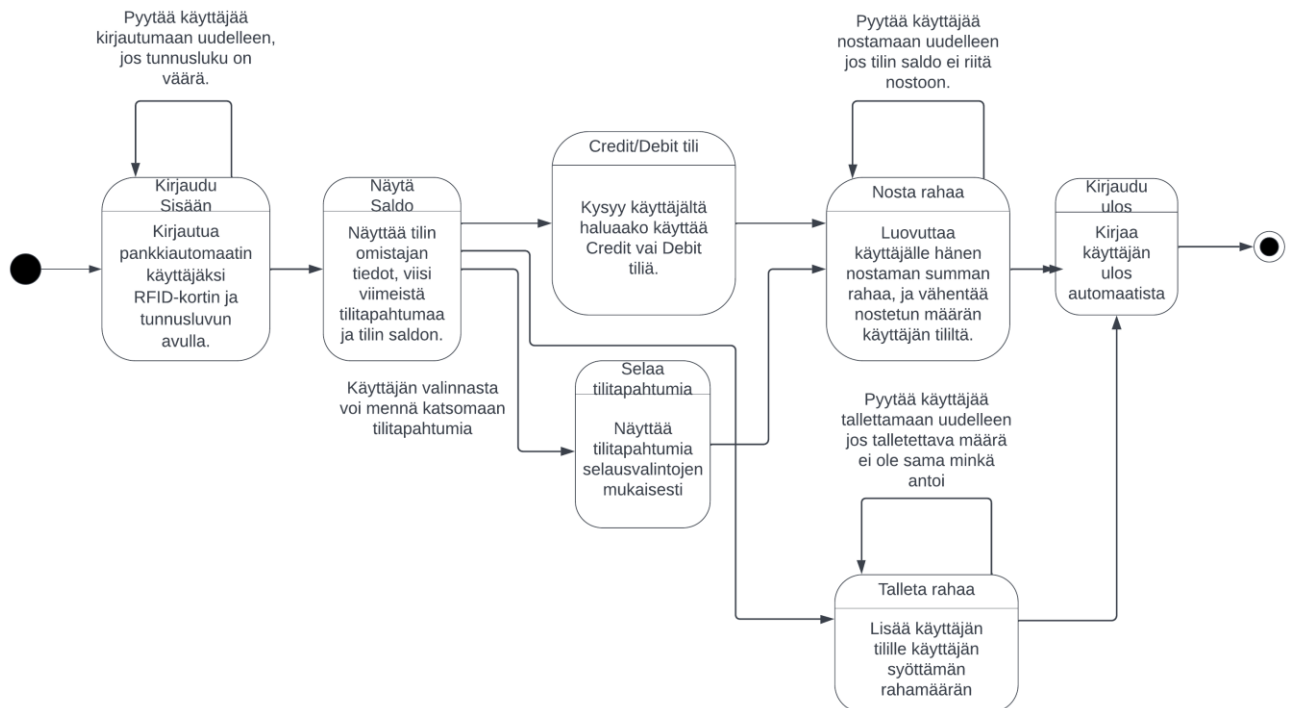 Pyytää käyttäjää
kirjautumaan uudelleen,
jos tunnusluku on
väärä.
Kirjaudu
Sisään
Kirjautua
pankkiautomaatin
käyttäjäksi
RFID-kortin ja
tunnusluvun
avulla.
Näytä
Saldo
Näyttää tilin
omistajan
tiedot, viisi
viimeistä
tilitapahtumaa
ja tilin saldon.
Käyttäjän valinnasta
voi mennä katsomaan
tilitapahtumia
Credit/Debit tili
Kysyy käyttäjältä
haluaako käyttää
Credit vai Debit
tiliä.
Selaa
tilitapahtumia
Näyttää
tilitapahtumia
selausvalintojen
mukaisesti
Pyytää käyttäjää
nostamaan uudelleen
jos tilin saldo ei riitä
nostoon.
Nosta rahaa
Luovuttaa
käyttäjälle hänen
nostaman summan
rahaa, ja vähentää
nostetun määrän
käyttäjän tililtä.
Pyytää käyttäjää
tallettamaan uudelleen
jos talletettava määrä
ei ole sama minkä
antoi
Talleta rahaa
Lisää käyttäjän
tilille käyttäjän
syöttämän
rahamäärän
Kirjaudu
ulos
Kirjaa
käyttäjän
ulos
automaatista